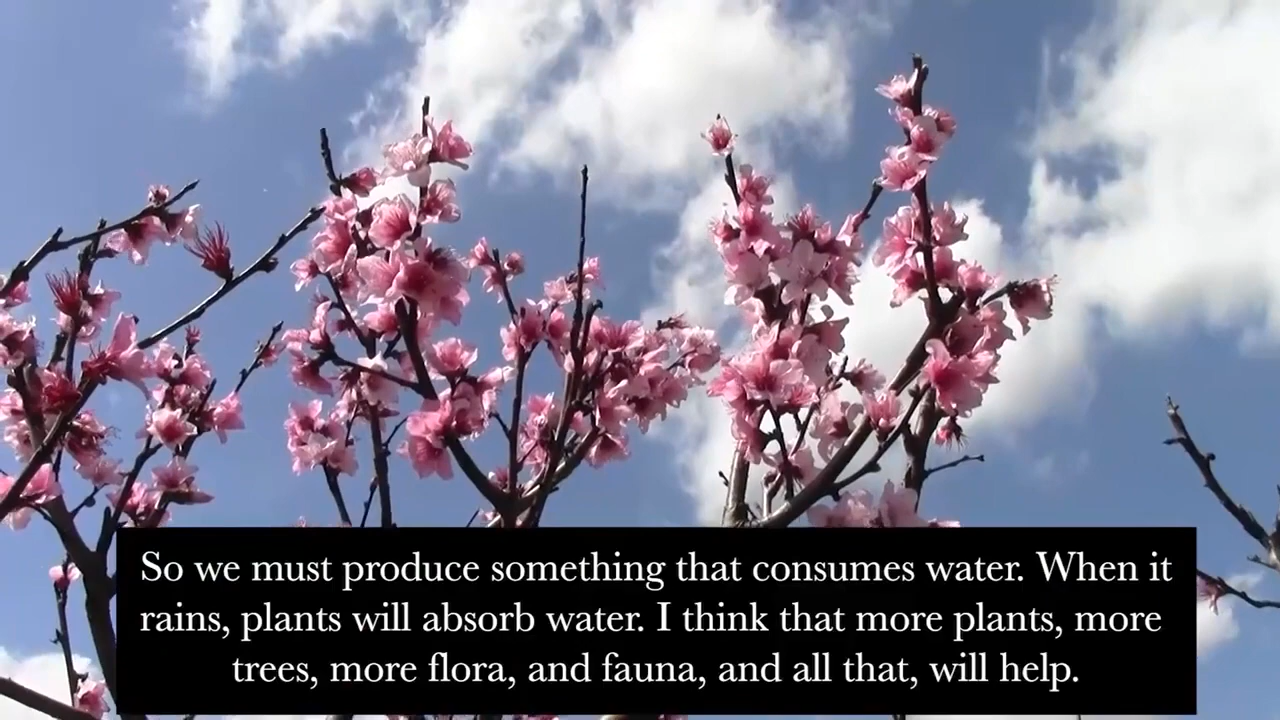 So we must produce something that consumes water. When it
rains, plants will absorb water. I think that more plants, more
trees, more flora, and fauna, and all that, will help.